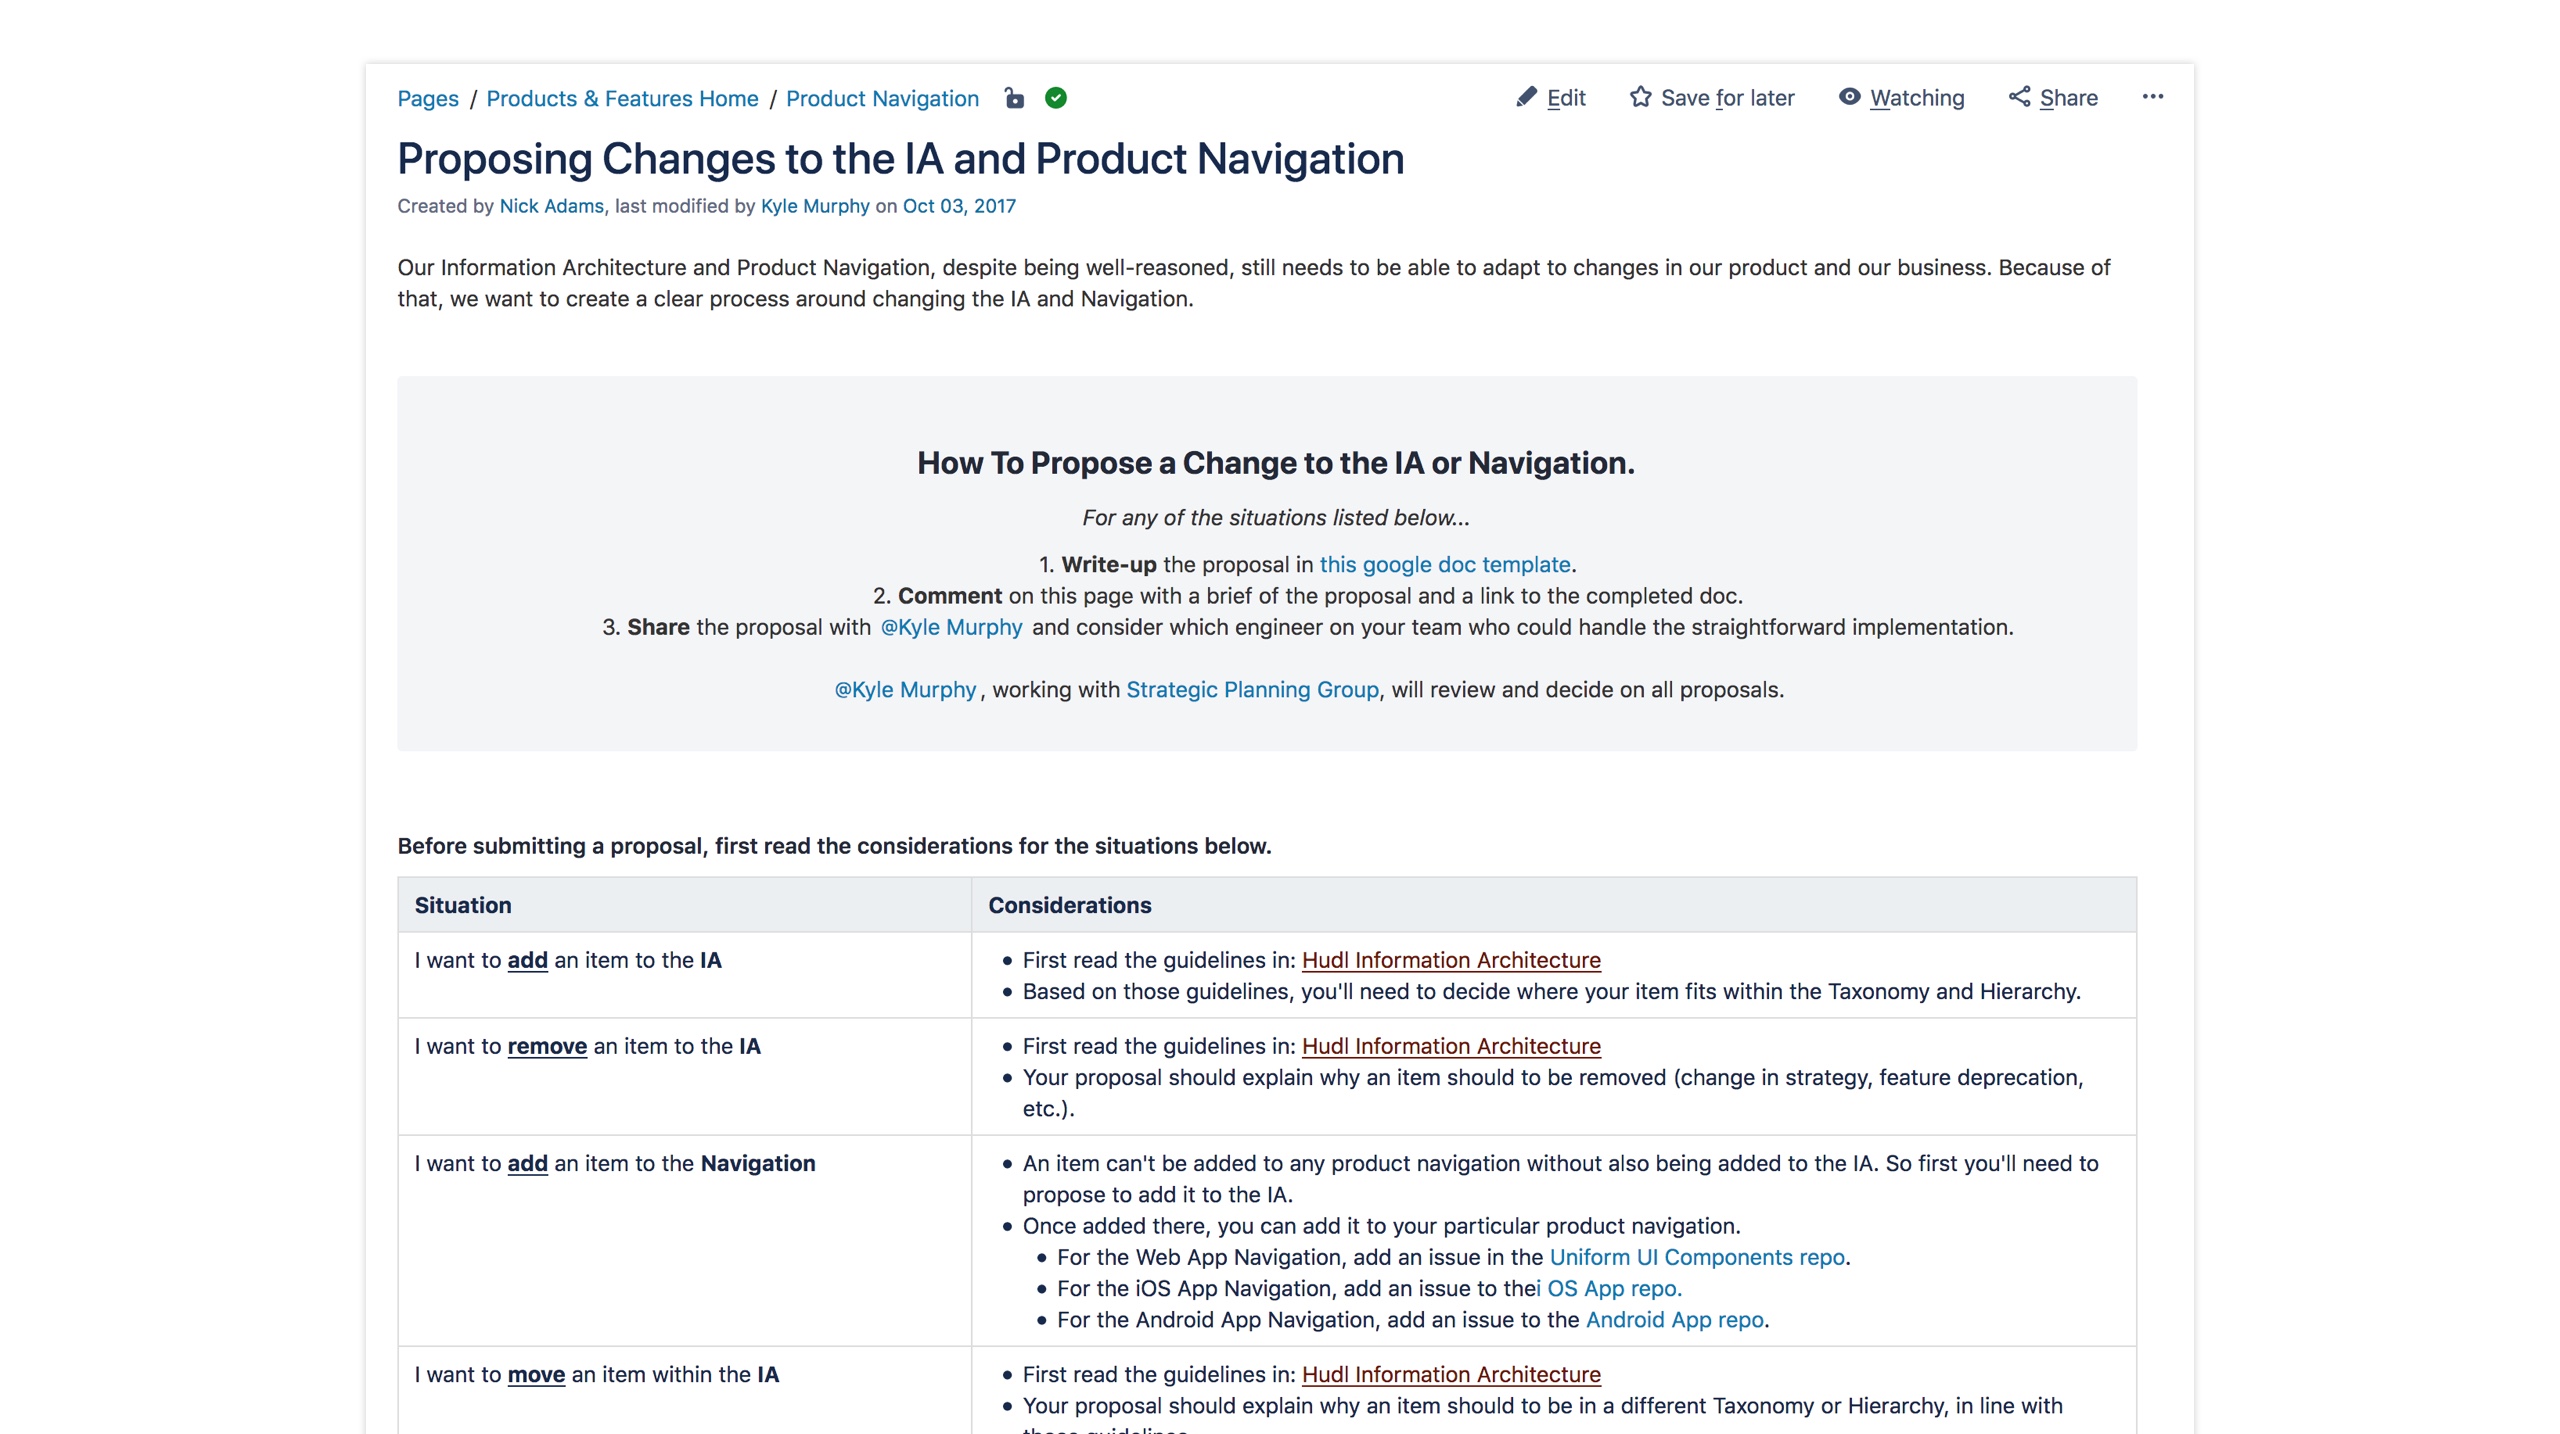 Pages / Products & Features Home / Product Navigation
Edit Save for later Watching Share
Proposing Changes to the IA and Product Navigation
Created by Nick Adams, last modified by Kyle Murphy on Oct 03, 2017
Our Information Architecture and Product Navigation, despite being well-reasoned, still needs to be able to adapt to changes in our product and our business. Because of
that, we want to create a clear process around changing the IA and Navigation.
How To Propose a Change to the IA or Navigation.
For any of the situations listed below...
1. Write-up the proposal in this google doc template.
2. Comment on this page with a brief of the proposal and a link to the completed doc.
3. Share the proposal with @Kyle Murphy and consider which engineer on your team who could handle the straightforward implementation.
@Kyle Murphy, working with Strategic Planning Group, will review and decide on all proposals.
Before submitting a proposal, first read the considerations for the situations below.
Situation
Considerations
I want to add an item to the IA
• First read the guidelines in: Hudl Information Architecture
• Based on those guidelines, you'll need to decide where your item fits within the Taxonomy and Hierarchy.
I want to remove an item to the IA
• First read the guidelines in: Hudl Information Architecture
• Your proposal should explain why an item should to be removed (change in strategy, feature deprecation,
etc.).
I want to add an item to the Navigation
• An item can't be added to any product navigation without also being added to the IA. So first you'll need to
propose to add it to the IA.
• Once added there, you can add it to your particular product navigation.
• For the Web App Navigation, add an issue in the Uniform UI Components repo.
• For the iOS App Navigation, add an issue to thei OS App repo.
• For the Android App Navigation, add an issue to the Android App repo.
I want to move an item within the IA
• First read the guidelines in: Hudl Information Architecture
• Your proposal should explain why an item should to be in a different Taxonomy or Hierarchy, in line with